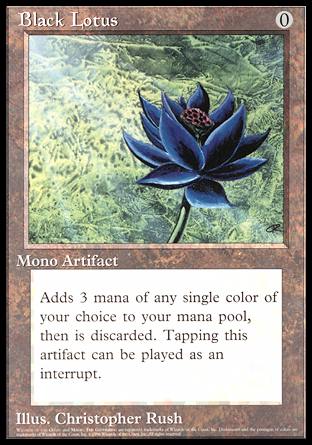 Black Lotus 0
Mono Artifact
Adds 3 mana of any single color of
your choice to your mana pool,
then is discarded. Tapping this
artifact can be played as an
interrupt.
Illus. Christopher Rush